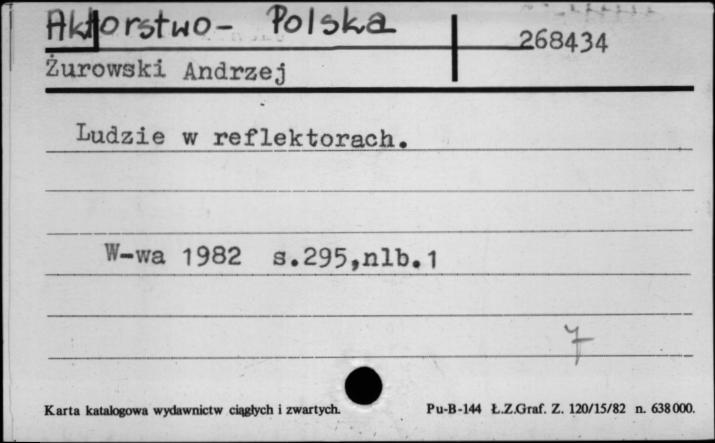 Aktorstwo - Polska
268434
Żurowski Andrzej
Ludzie w reflektorach.
W-wa 1982 s.295,nlb.1
7
Karta katalogowa wydawnictw ciągłych i zwartych.
Pu-B-144 Ł.Z.Graf. Z. 120/15/82 n. 638000.